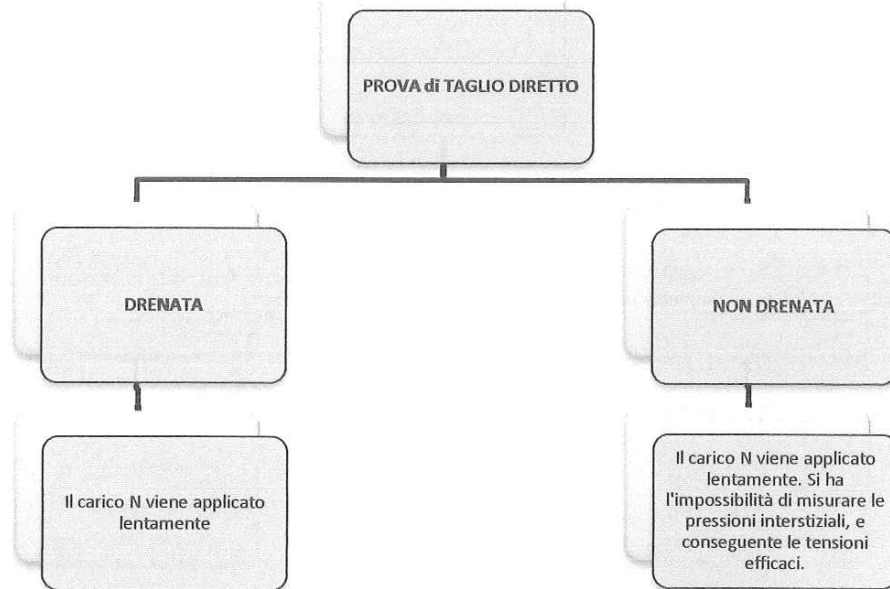 PROVA di TAGLIO DIRETTO
DRENATA
NON DRENATA
Il carico N viene applicato
lentamente
Il carico N viene applicato
lentamente. Si ha
l'impossibilità di misurare le
pressioni interstiziali, e
conseguente le tensioni
efficaci.